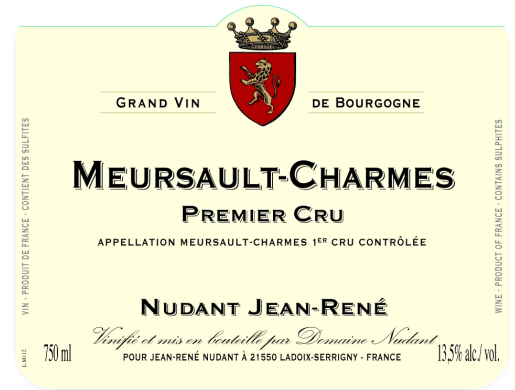 GRAND VIN DE BOURGOGNE
MEURSAULT-CHARMES
PREMIER CRU
APPELLATION MEURSAULT-CHARMES 1ER CRU CONTRÔLÉE
NUDANT JEAN-RENÉ
Vinifié et mis en bouteille par Domaine Nudant
POUR JEAN-RENÉ NUDANT À 21550 LADOIX-SERRIGNY - FRANCE
750 ml
13,5% alc./vol.
VIN - PRODUIT DE FRANCE - CONTIENT DES SULFITES
WINE - PRODUCT OF FRANCE - CONTAINS SULPHITES